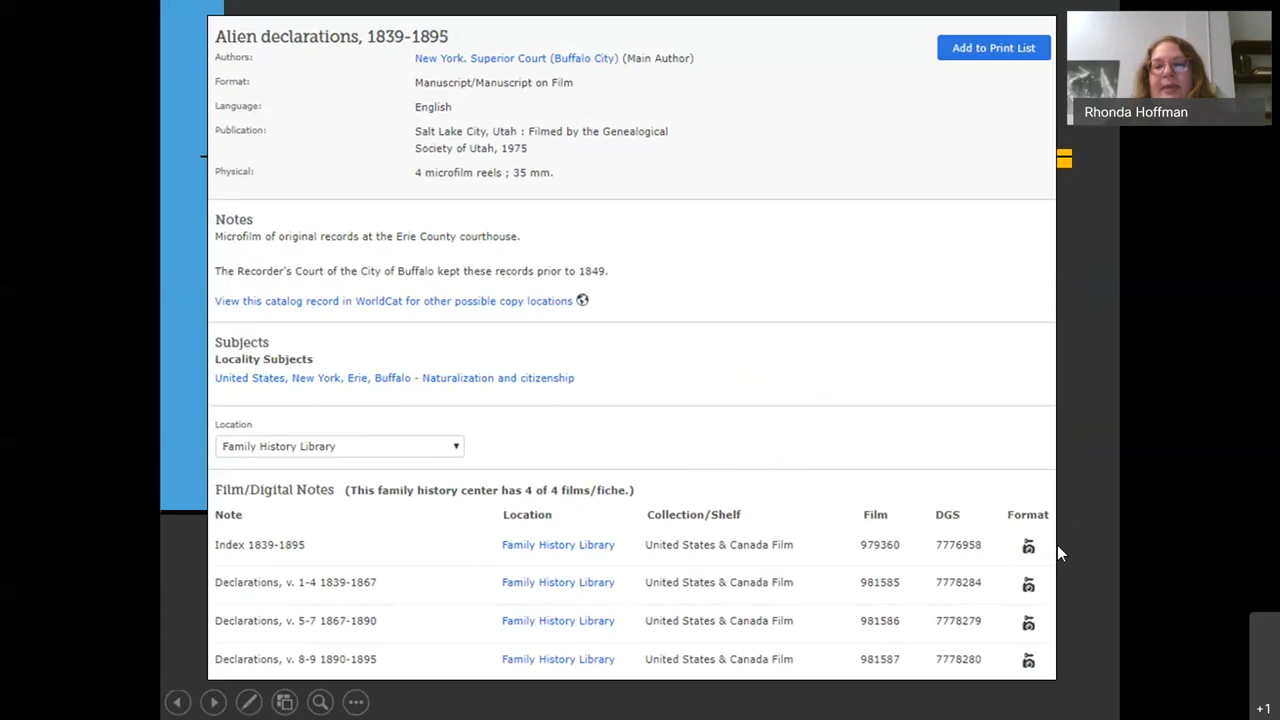 Alien declarations, 1839-1895
Add to Print List
Authors: New York. Superior Court (Buffalo City) (Main Author)
Format: Manuscript/Manuscript on Film
Language: English
Publication: Salt Lake City, Utah : Filmed by the Genealogical
Society of Utah, 1975
Physical: 4 microfilm reels ; 35 mm.
Rhonda Hoffman
Notes
Microfilm of original records at the Erie County courthouse.
The Recorder's Court of the City of Buffalo kept these records prior to 1849.
View this catalog record in WorldCat for other possible copy locations
Subjects
Locality Subjects
United States, New York, Erie, Buffalo - Naturalization and citizenship
Location
Family History Library
Film/Digital Notes (This family history center has 4 of 4 films/fiche.)
Note Location Collection/Shelf Film DGS Format
Index 1839-1895 Family History Library United States & Canada Film 979360 7776958
Declarations, v. 1-4 1839-1867 Family History Library United States & Canada Film 981585 7778284
Declarations, v. 5-7 1867-1890 Family History Library United States & Canada Film 981586 7778279
Declarations, v. 8-9 1890-1895 Family History Library United States & Canada Film 981587 7778280
+1